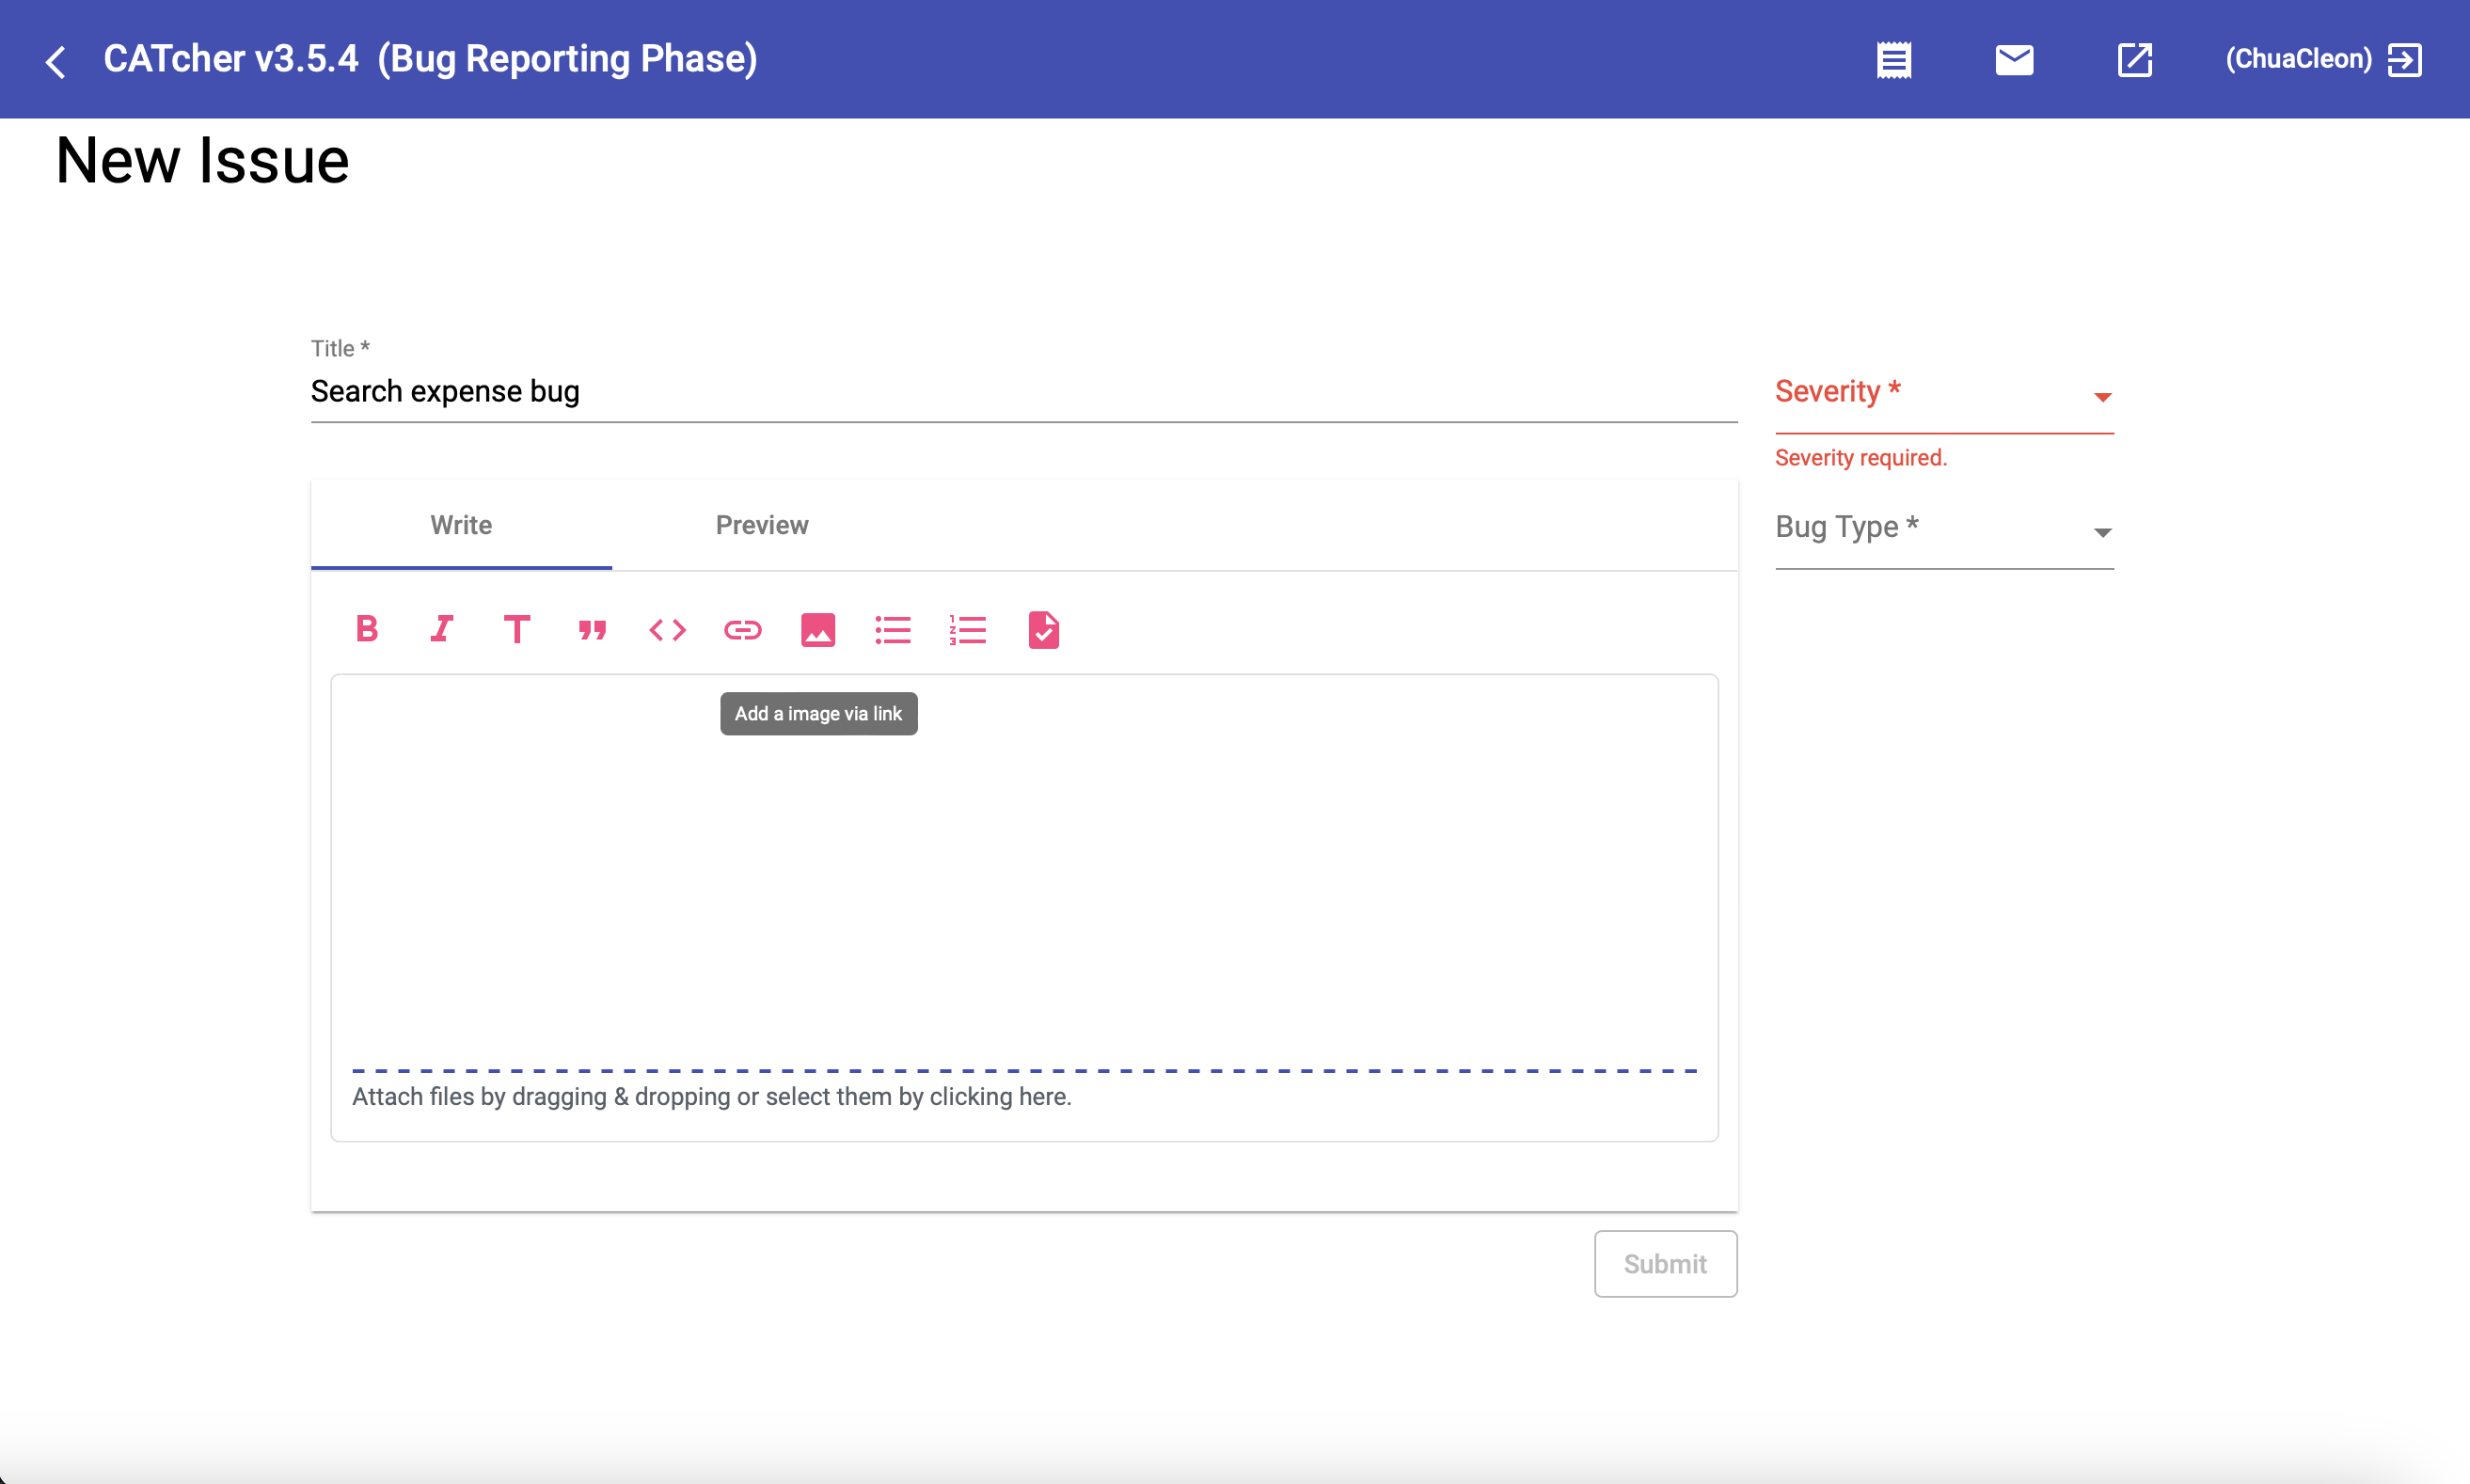 CATcher v3.5.4 (Bug Reporting Phase)
(ChuaCleon)
New Issue
Title *
Search expense bug
Severity *
Severity required.
Bug Type *
Write
Preview
Add a image via link
Attach files by dragging & dropping or select them by clicking here.
Submit